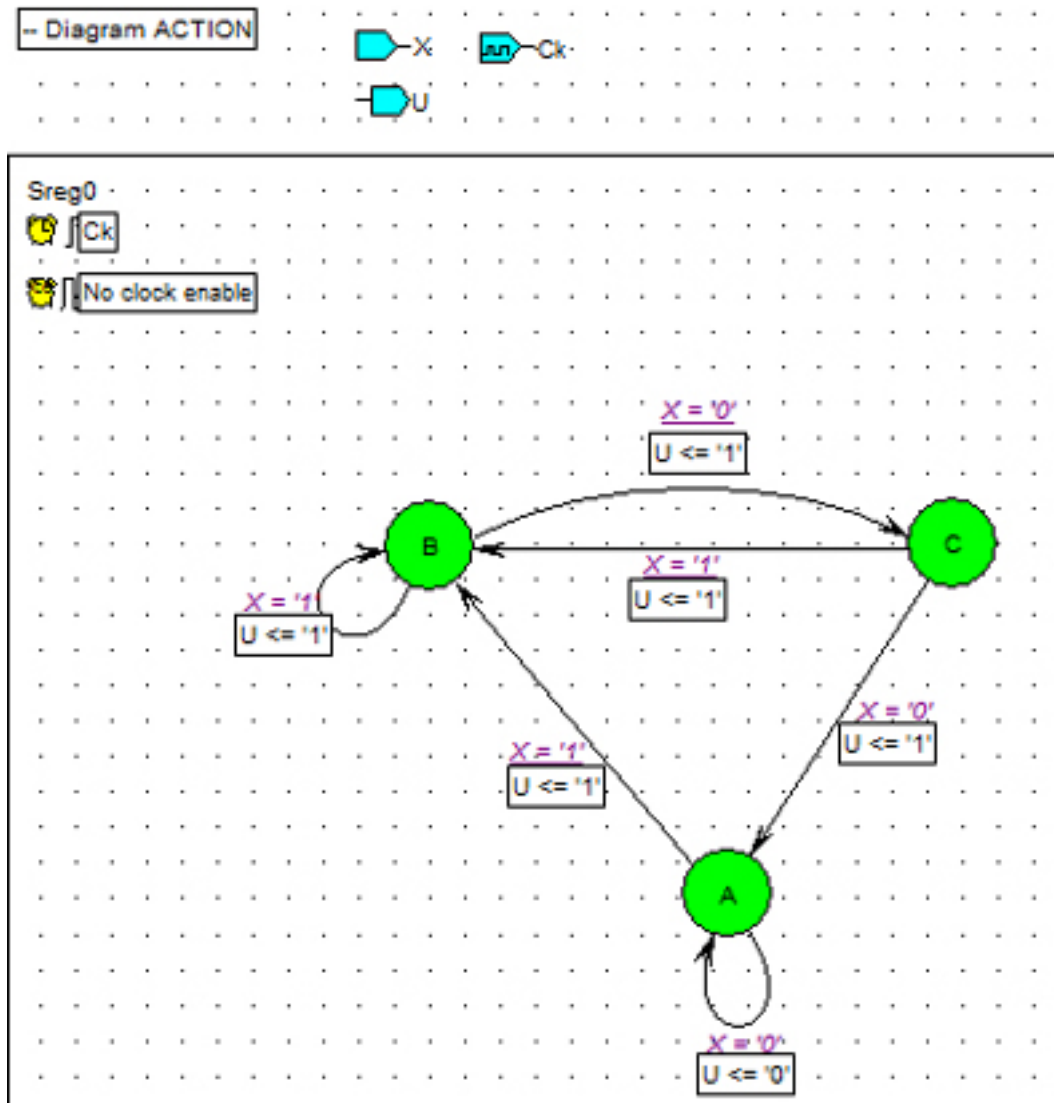 -- Diagram ACTION
X
Ck
U
Sreg0
Ck
No clock enable
X = '0'
U <= '1'
B
C
X = '1'
U <= '1'
X = '1'
U <= '1'
X = '0'
U <= '1'
X = '1'
U <= '1'
A
X = '0'
U <= '0'